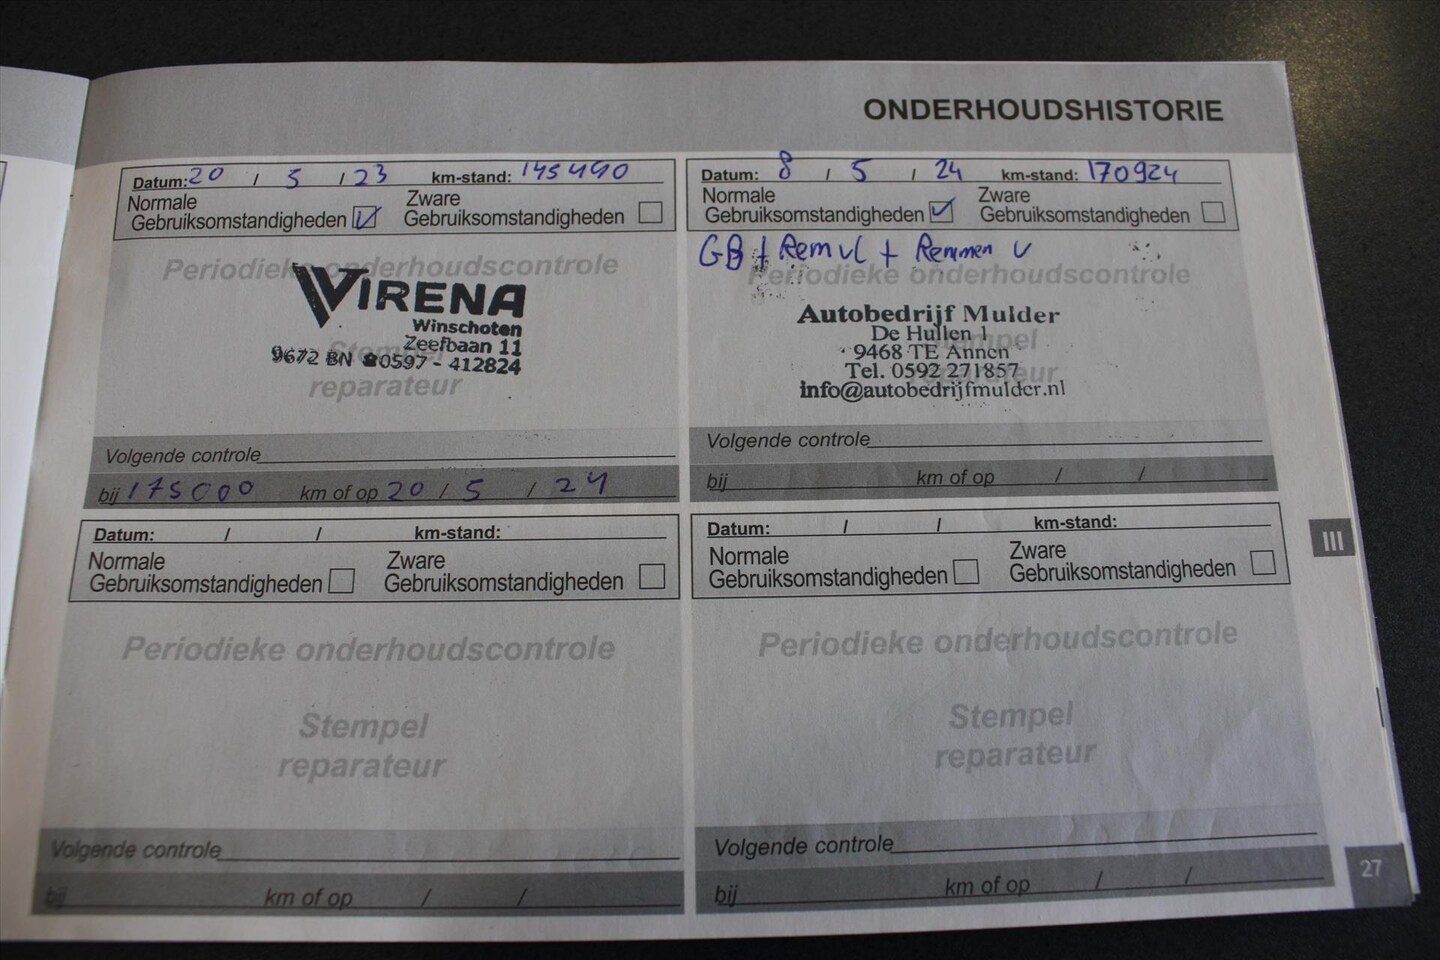 ONDERHOUDSHISTORIE
Datum: 20 / 5 / 23 km-stand: 145490
Normale
Gebruiksomstandigheden
Zware
Gebruiksomstandigheden
Periodieke onderhoudscontrole
VIRENA
Winschoten
Zeefbaan 11
9672 BN ☎0597 - 412824
Stempel
reparateur
Volgende controle
bij 175000 km of op 20 / 5 / 24
Datum: 8 / 5 / 24 km-stand: 170924
Normale
Gebruiksomstandigheden
Zware
Gebruiksomstandigheden
GB + Rem vl + Remmen v
Periodieke onderhoudscontrole
Autobedrijf Mulder
De Hullen 1
9468 TE Annen
Tel. 0592 271857
info@autobedrijfmulder.nl
Stempel
reparateur
Volgende controle
bij km of op / /
Datum: / / km-stand:
Normale
Gebruiksomstandigheden
Zware
Gebruiksomstandigheden
Periodieke onderhoudscontrole
Stempel
reparateur
Volgende controle
bij km of op / /
Datum: / / km-stand:
Normale
Gebruiksomstandigheden
Zware
Gebruiksomstandigheden
Periodieke onderhoudscontrole
Stempel
reparateur
Volgende controle
bij km of op / /
III
27